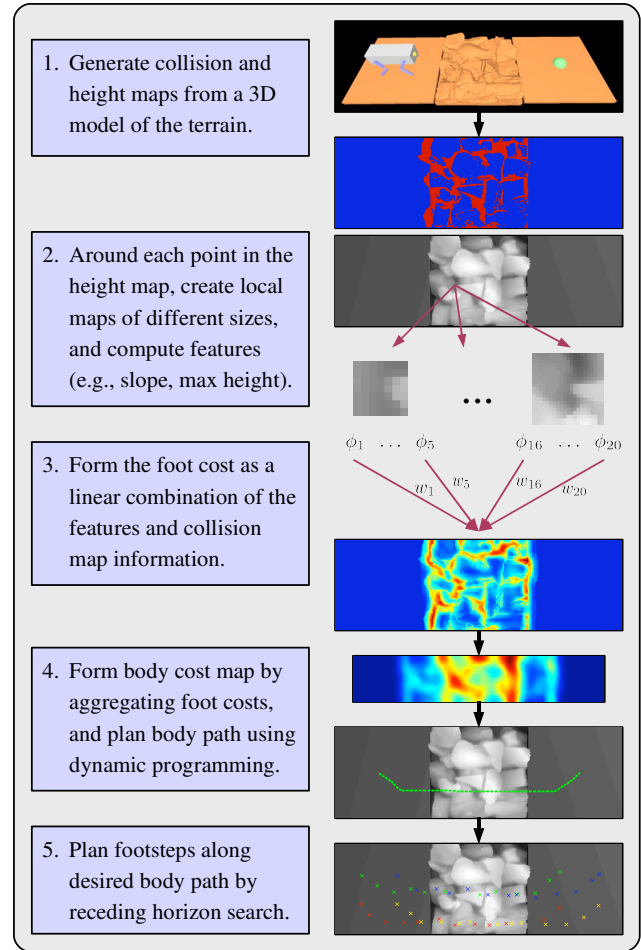 1. Generate collision and
height maps from a 3D
model of the terrain.
2. Around each point in the
height map, create local
maps of different sizes,
and compute features
(e.g., slope, max height).
ϕ₁ … ϕ₅ ϕ₁₆ … ϕ₂₀
w₁ w₅ w₁₆ w₂₀
3. Form the foot cost as a
linear combination of the
features and collision
map information.
4. Form body cost map by
aggregating foot costs,
and plan body path using
dynamic programming.
5. Plan footsteps along
desired body path by
receding horizon search.